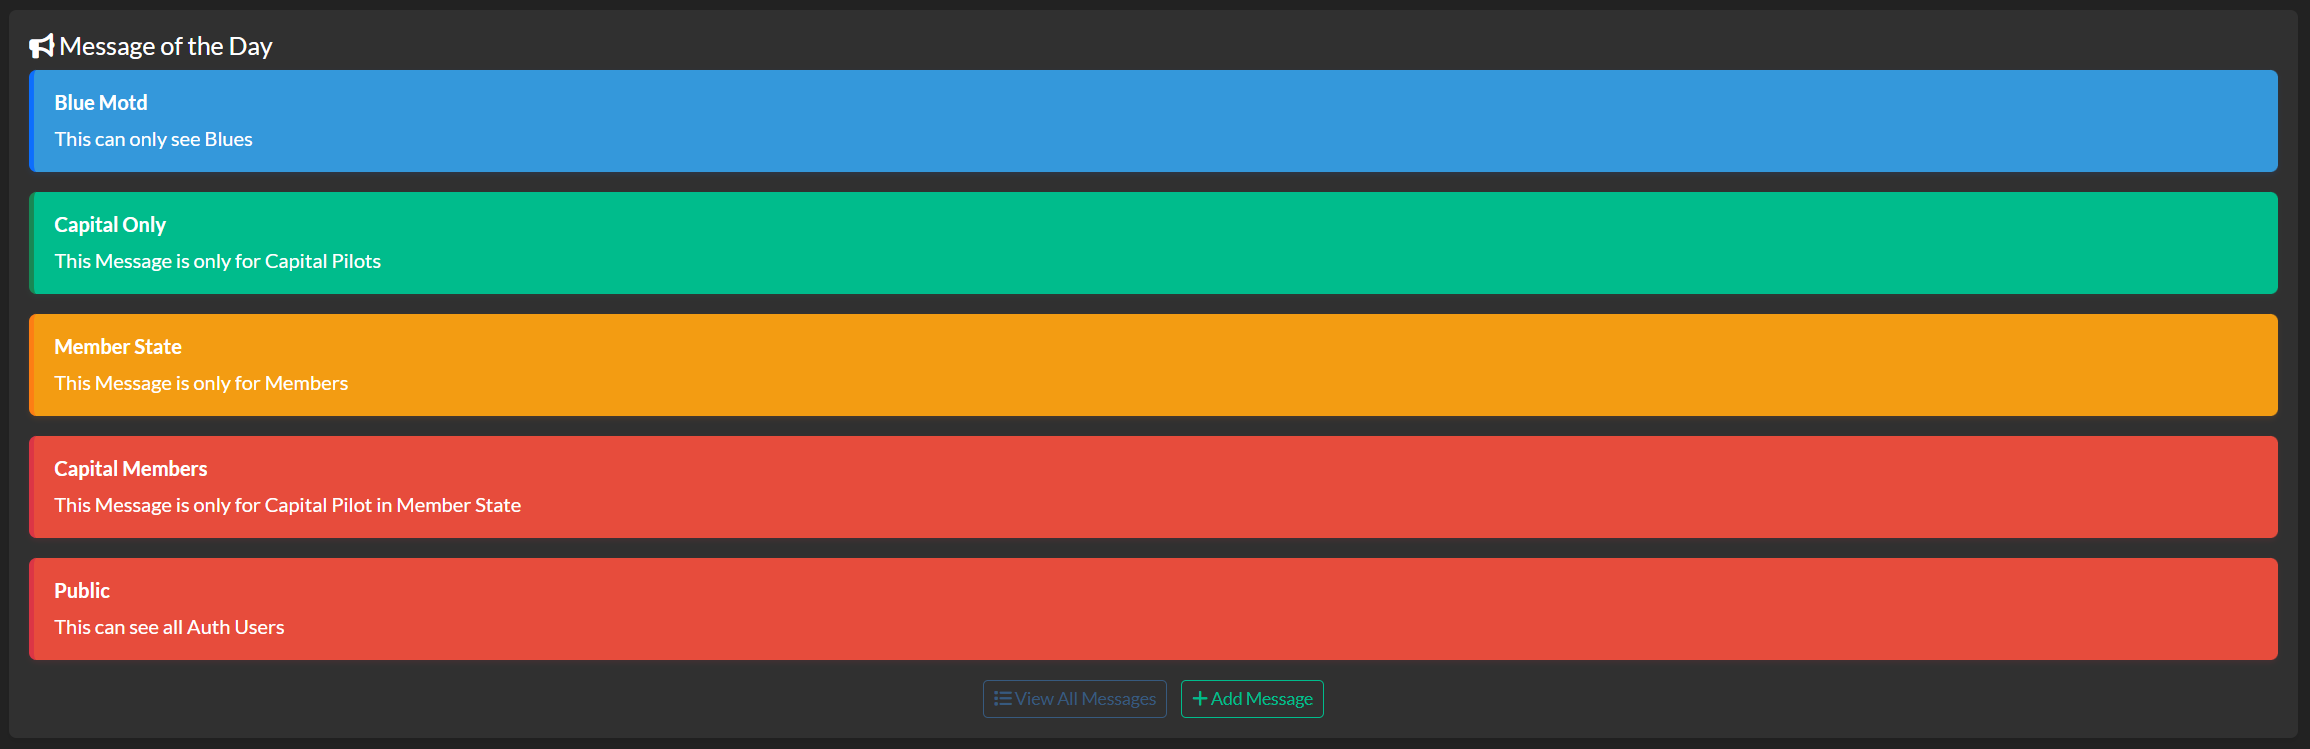 Message of the Day
Blue Motd
This can only see Blues
Capital Only
This Message is only for Capital Pilots
Member State
This Message is only for Members
Capital Members
This Message is only for Capital Pilot in Member State
Public
This can see all Auth Users
View All Messages
Add Message